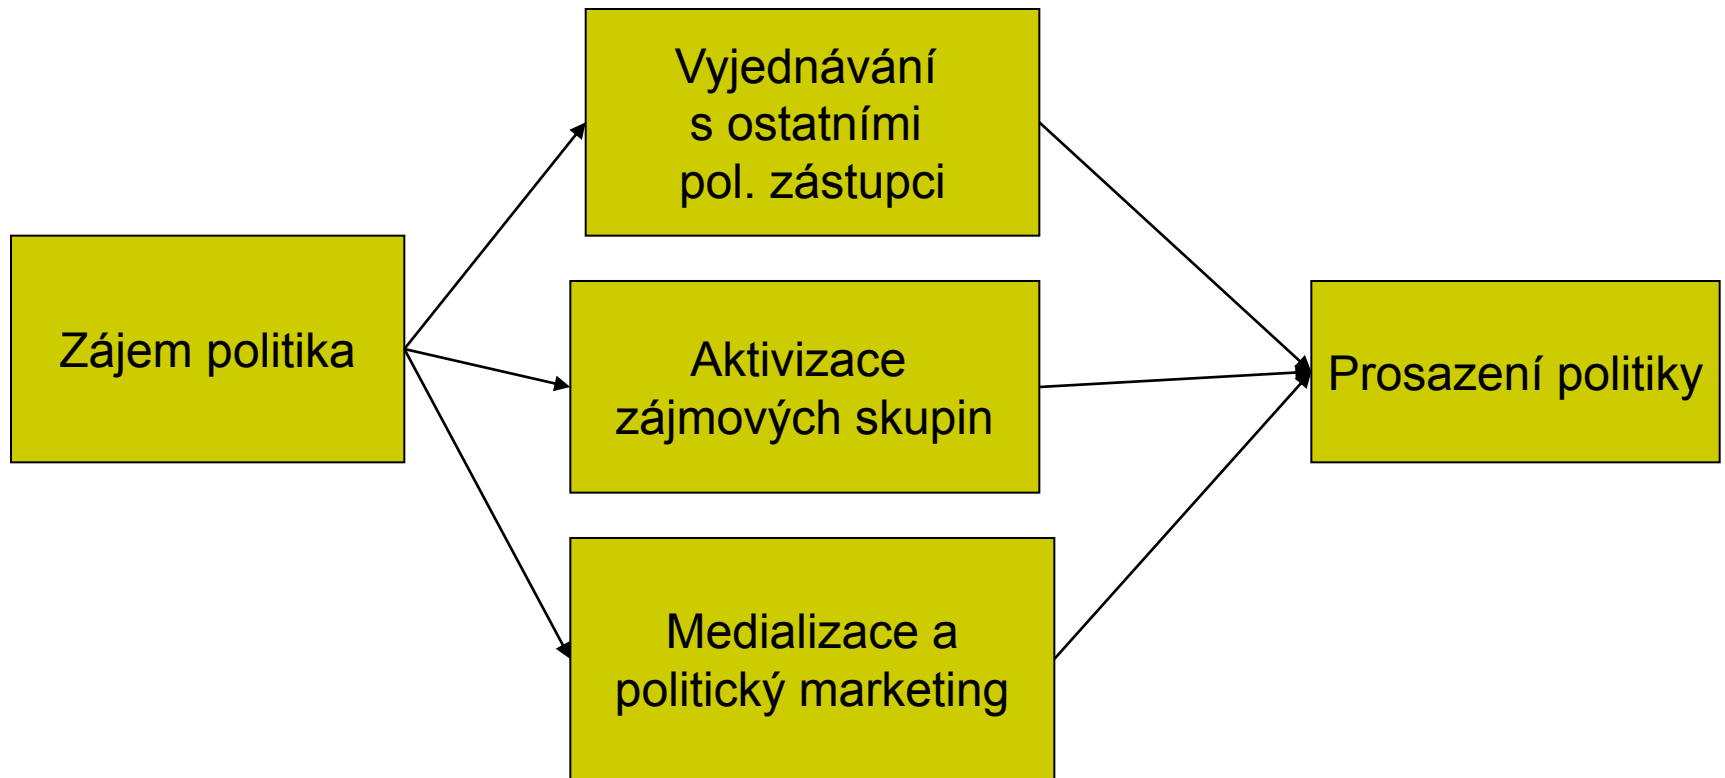 Zájem politika
Vyjednávání
s ostatními
pol. zástupci
Aktivizace
zájmových skupin
Medializace a
politický marketing
Prosazení politiky